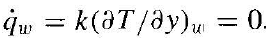 q̇_w = k(∂T/∂y)_w = 0.